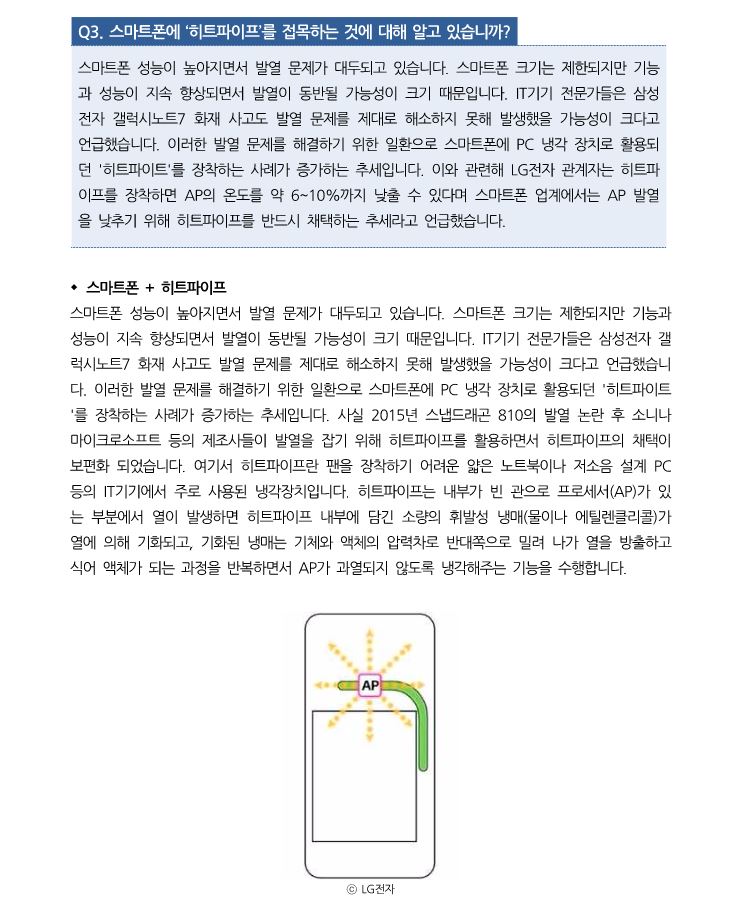 Q3. 스마트폰에 ‘히트파이프’를 접목하는 것에 대해 알고 있습니까?
스마트폰 성능이 높아지면서 발열 문제가 대두되고 있습니다. 스마트폰 크기는 제한되지만 기능
과 성능이 지속 향상되면서 발열이 동반될 가능성이 크기 때문입니다. IT기기 전문가들은 삼성
전자 갤럭시노트7 화재 사고도 발열 문제를 제대로 해소하지 못해 발생했을 가능성이 크다고
언급했습니다. 이러한 발열 문제를 해결하기 위한 일환으로 스마트폰에 PC 냉각 장치로 활용되
던 '히트파이트'를 장착하는 사례가 증가하는 추세입니다. 이와 관련해 LG전자 관계자는 히트파
이프를 장착하면 AP의 온도를 약 6~10%까지 낮출 수 있다며 스마트폰 업계에서는 AP 발열
을 낮추기 위해 히트파이프를 반드시 채택하는 추세라고 언급했습니다.
◆ 스마트폰 + 히트파이프
스마트폰 성능이 높아지면서 발열 문제가 대두되고 있습니다. 스마트폰 크기는 제한되지만 기능과
성능이 지속 향상되면서 발열이 동반될 가능성이 크기 때문입니다. IT기기 전문가들은 삼성전자 갤
럭시노트7 화재 사고도 발열 문제를 제대로 해소하지 못해 발생했을 가능성이 크다고 언급했습니
다. 이러한 발열 문제를 해결하기 위한 일환으로 스마트폰에 PC 냉각 장치로 활용되던 '히트파이트
'를 장착하는 사례가 증가하는 추세입니다. 사실 2015년 스냅드래곤 810의 발열 논란 후 소니나
마이크로소프트 등의 제조사들이 발열을 잡기 위해 히트파이프를 활용하면서 히트파이프의 채택이
보편화 되었습니다. 여기서 히트파이프란 팬을 장착하기 어려운 얇은 노트북이나 저소음 설계 PC
등의 IT기기에서 주로 사용된 냉각장치입니다. 히트파이프는 내부가 빈 관으로 프로세서(AP)가 있
는 부분에서 열이 발생하면 히트파이프 내부에 담긴 소량의 휘발성 냉매(물이나 에틸렌클리콜)가
열에 의해 기화되고, 기화된 냉매는 기체와 액체의 압력차로 반대쪽으로 밀려 나가 열을 방출하고
식어 액체가 되는 과정을 반복하면서 AP가 과열되지 않도록 냉각해주는 기능을 수행합니다.
AP
ⓒ LG전자